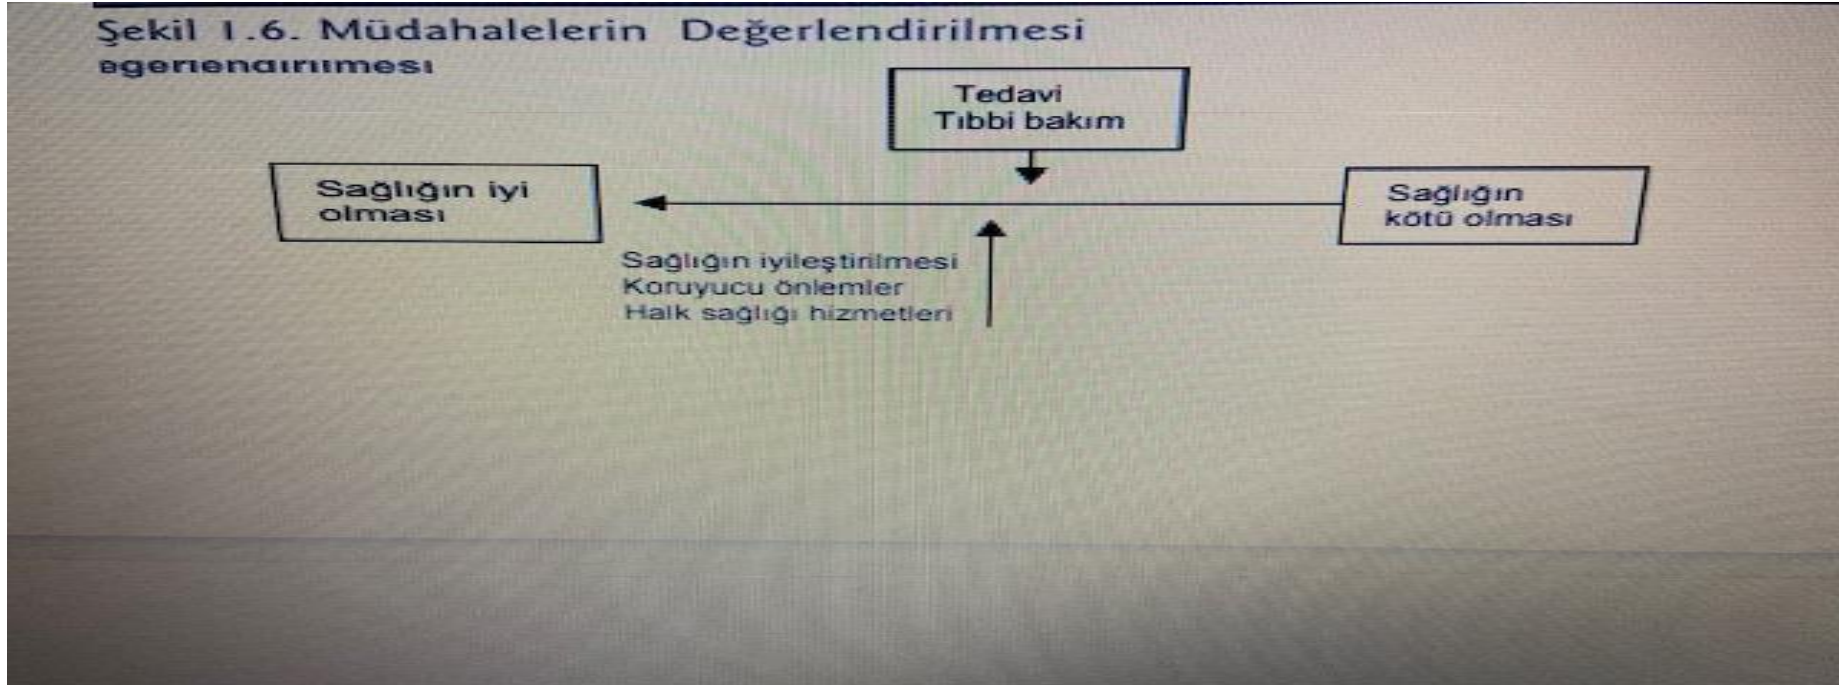 Şekil 1.6. Müdahalelerin Değerlendirilmesi
Tedavi
Tıbbi bakım
Sağlığın iyi
olması
Sağlığın
kötü olması
Sağlığın iyileştirilmesi
Koruyucu önlemler
Halk sağlığı hizmetleri